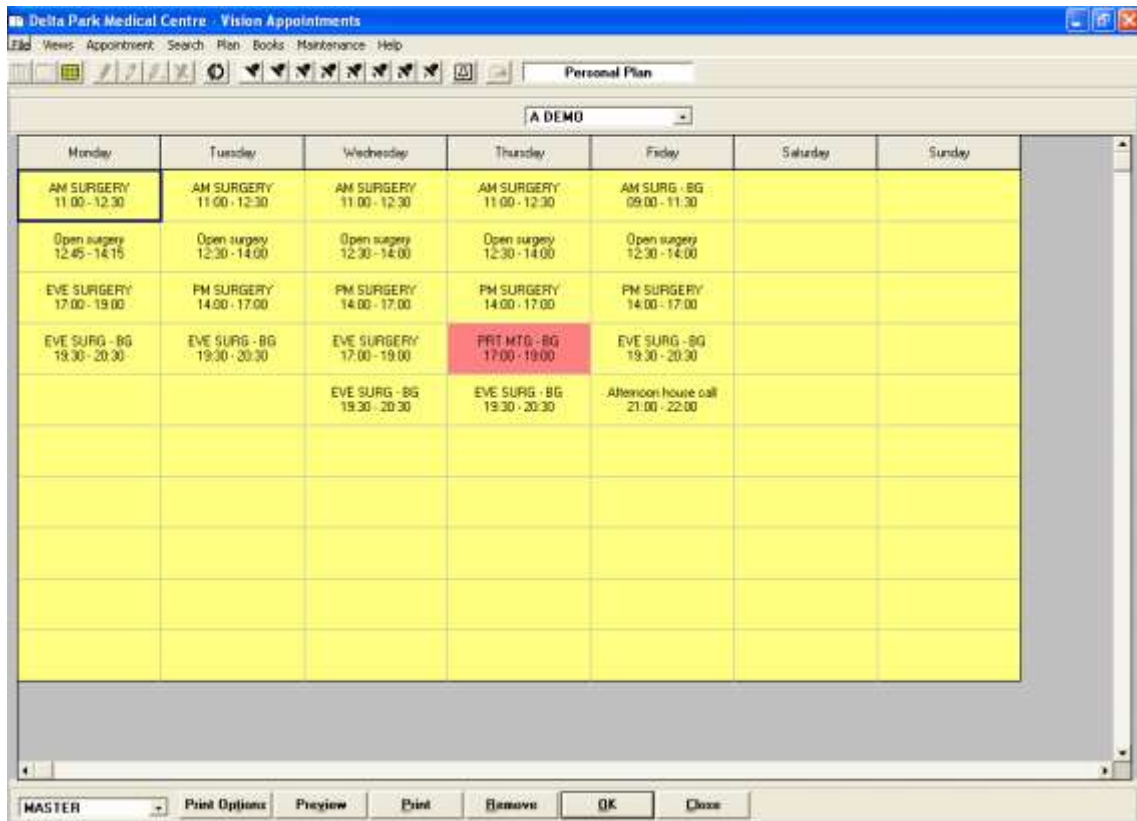 Delta Park Medical Centre - Vision Appointments
File Views Appointment Search Plan Books Maintenance Help
Personal Plan
A DEMO
Monday Tuesday Wednesday Thursday Friday Saturday Sunday
AM SURGERY AM SURGERY AM SURGERY AM SURGERY AM SURG - BG
11:00 - 12:30 11:00 - 12:30 11:00 - 12:30 11:00 - 12:30 09:00 - 11:30
Open surgery Open surgery Open surgery Open surgery Open surgery
12:45 - 14:15 12:30 - 14:00 12:30 - 14:00 12:30 - 14:00 12:30 - 14:00
EVE SURGERY PM SURGERY PM SURGERY PM SURGERY PM SURGERY
17:00 - 19:00 14:00 - 17:00 14:00 - 17:00 14:00 - 17:00 14:00 - 17:00
EVE SURG - BG EVE SURG - BG EVE SURGERY PRT MTG - BG EVE SURG - BG
19:30 - 20:30 19:30 - 20:30 17:00 - 19:00 17:00 - 19:00 19:30 - 20:30
EVE SURG - BG EVE SURG - BG Afternoon house call
19:30 - 20:30 19:30 - 20:30 21:00 - 22:00
MASTER Print Options Preview Print Remove OK Close